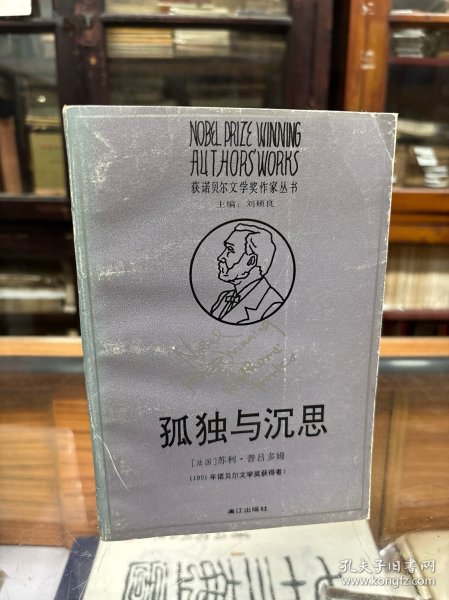 NOBEL PRIZE WINNING
AUTHORS' WORKS
获诺贝尔文学奖作家丛书
主编：刘硕良
孤独与沉思
［法国］苏利·普吕多姆
（1901年诺贝尔文学奖获得者）
漓江出版社
孔夫子旧书网
www.kongfz.com